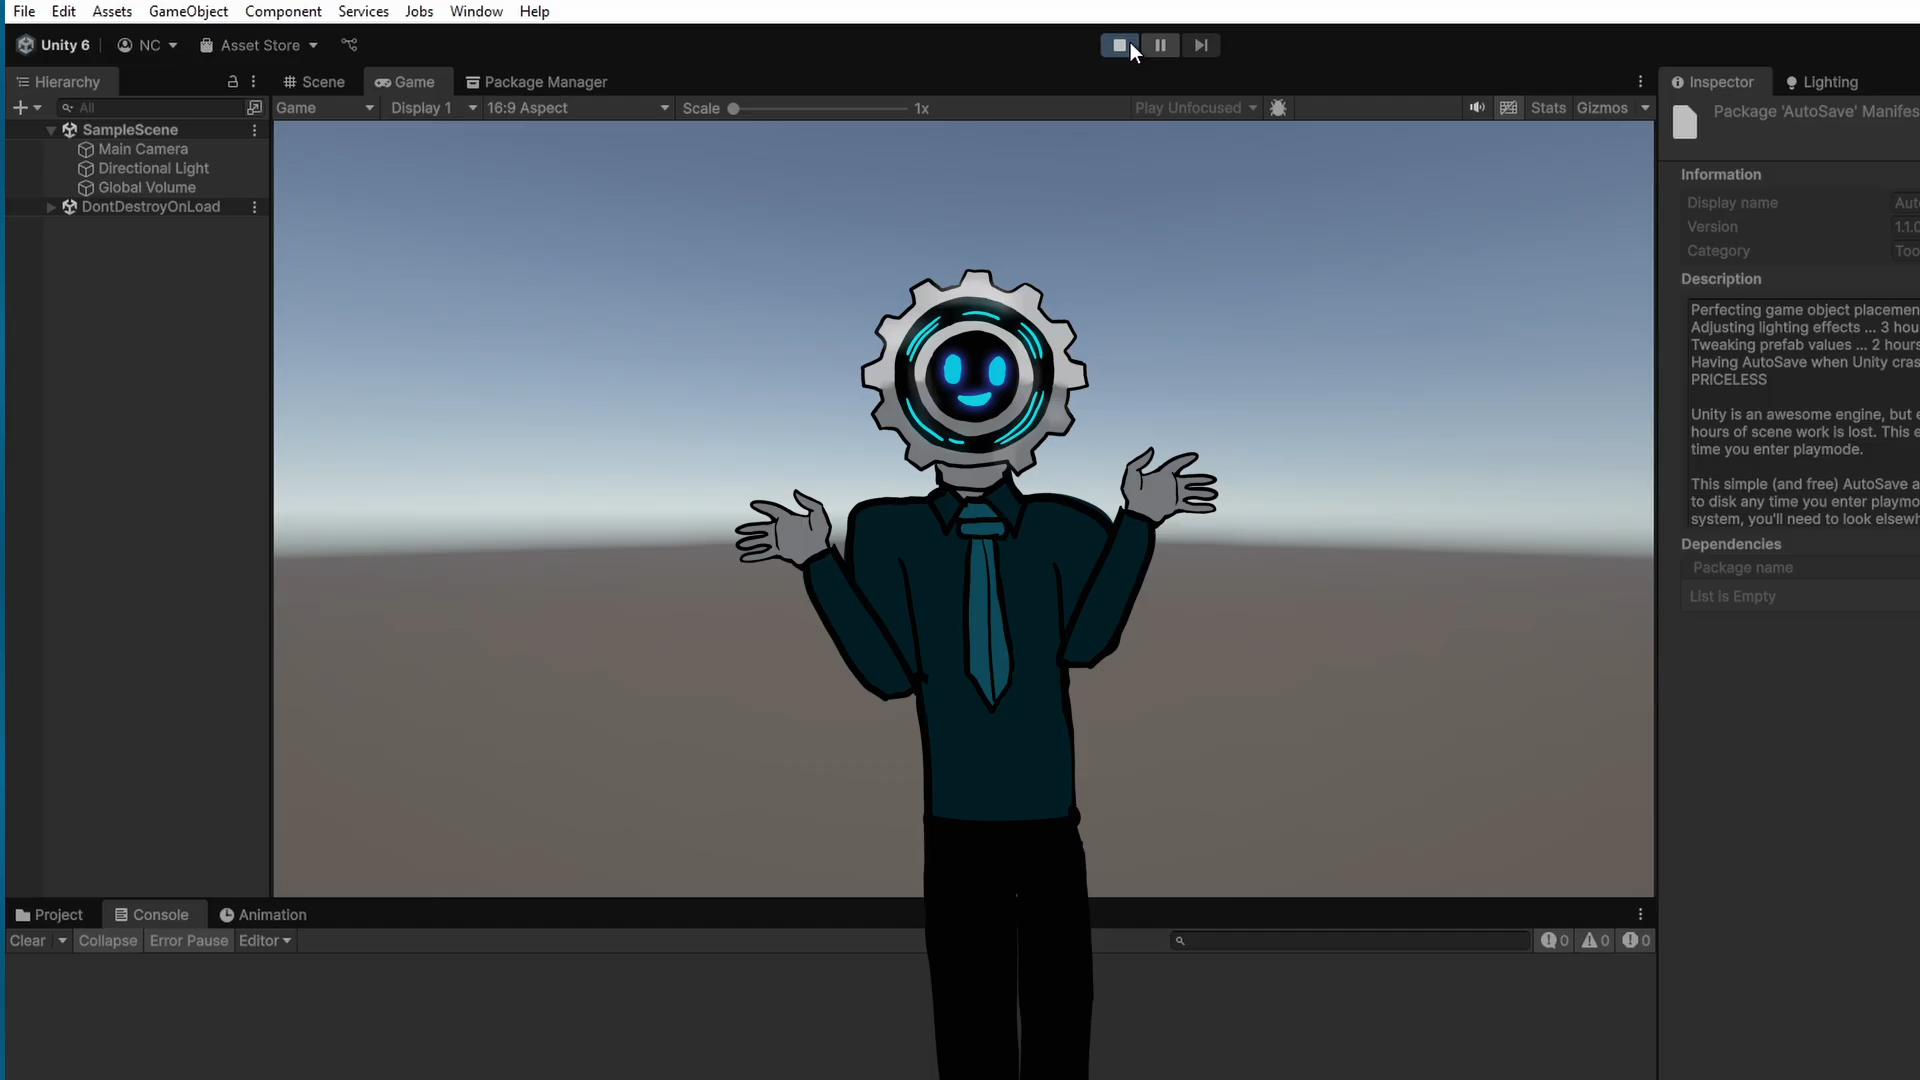 File Edit Assets GameObject Component Services Jobs Window Help
Unity 6 NC Asset Store
Hierarchy
Scene Game Package Manager
Inspector Lighting
All
Game Display 1 16:9 Aspect Scale 1x Play Unfocused Stats Gizmos
Package 'AutoSave' Manifes
SampleScene
Main Camera
Directional Light
Global Volume
DontDestroyOnLoad
Information
Display name Aut
Version 1.1.0
Category Too
Description
Perfecting game object placemen
Adjusting lighting effects ... 3 hou
Tweaking prefab values ... 2 hours
Having AutoSave when Unity cras
PRICELESS
Unity is an awesome engine, but e
hours of scene work is lost. This e
time you enter playmode.
This simple (and free) AutoSave a
to disk any time you enter playmo
system, you'll need to look elsewh
Dependencies
Package name
List is Empty
Project Console Animation
Clear Collapse Error Pause Editor 0 0 0